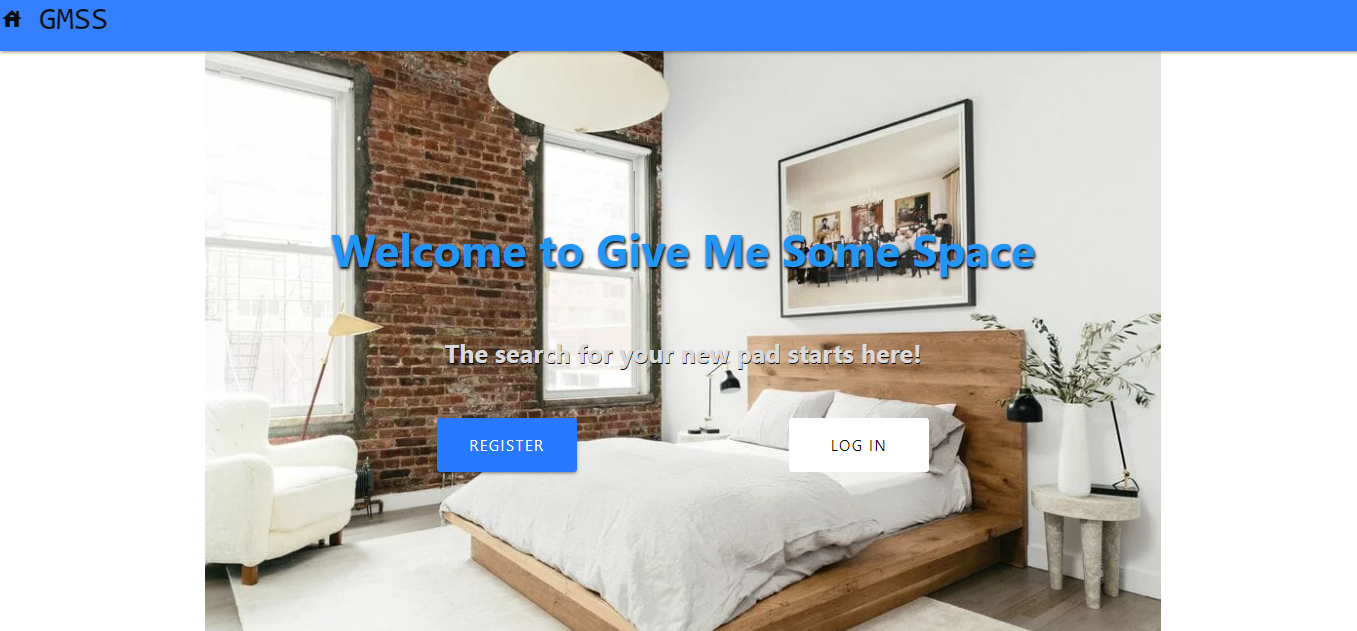 GMSS
Welcome to Give Me Some Space
The search for your new pad starts here!
REGISTER
LOG IN